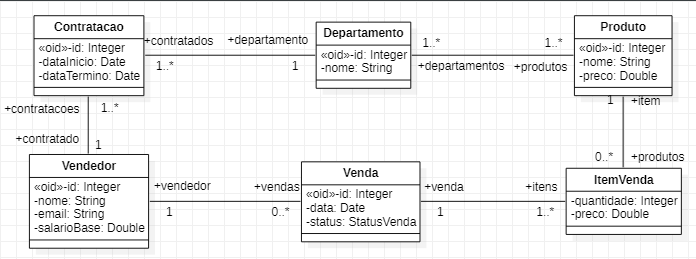 Contratacao
«oid»-id: Integer
-dataInicio: Date
-dataTermino: Date
+contratados
1..*
+departamento
1
Departamento
«oid»-id: Integer
-nome: String
1..*
+departamentos
1..*
+produtos
Produto
«oid»-id: Integer
-nome: String
-preco: Double
+contratacoes
1..*
+contratado
1
1
+item
0..*
+produtos
Vendedor
«oid»-id: Integer
-nome: String
-email: String
-salarioBase: Double
+vendedor
1
+vendas
0..*
Venda
«oid»-id: Integer
-data: Date
-status: StatusVenda
+venda
1
+itens
1..*
ItemVenda
-quantidade: Integer
-preco: Double